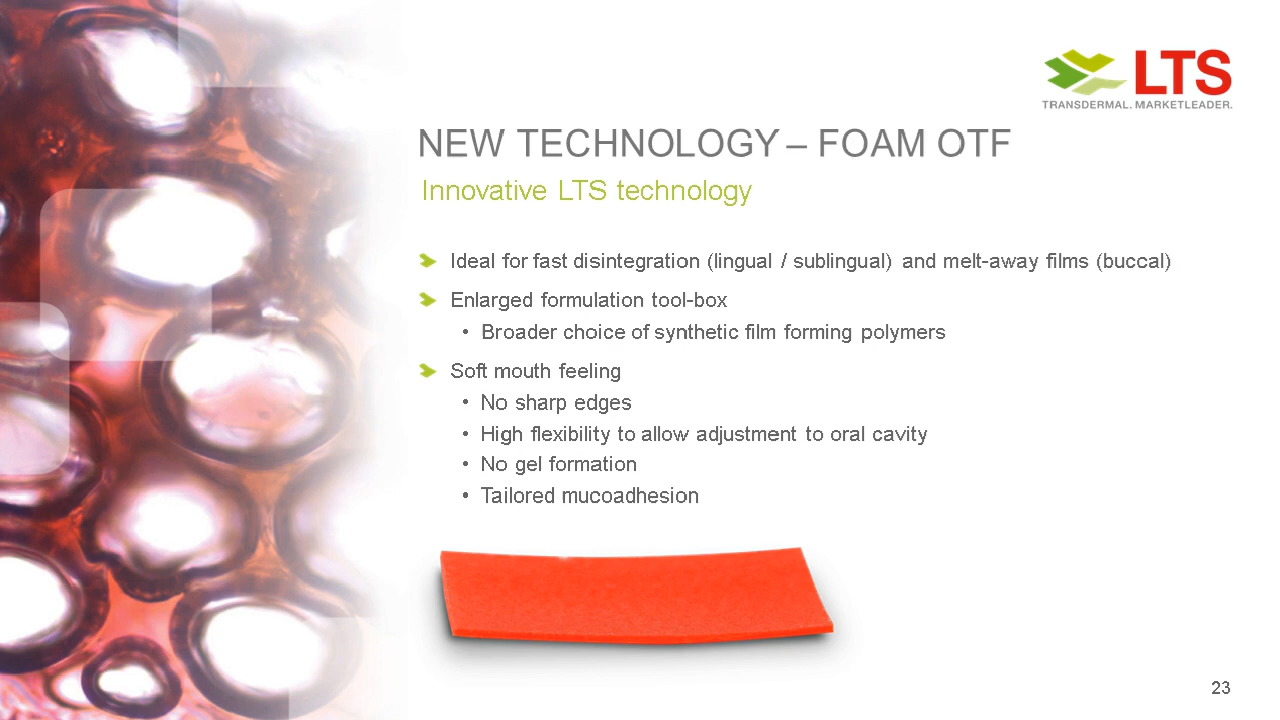 LTS
TRANSDERMAL. MARKETLEADER.
NEW TECHNOLOGY – FOAM OTF
Innovative LTS technology
Ideal for fast disintegration (lingual / sublingual) and melt-away films (buccal)
Enlarged formulation tool-box
• Broader choice of synthetic film forming polymers
Soft mouth feeling
• No sharp edges
• High flexibility to allow adjustment to oral cavity
• No gel formation
• Tailored mucoadhesion
23